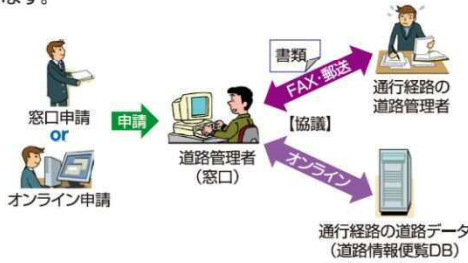 ます。
窓口申請
or
オンライン申請
申請
道路管理者
（窓口）
書類
FAX・郵送
【協議】
オンライン
通行経路の
道路管理者
通行経路の道路データ
（道路情報便覧DB）